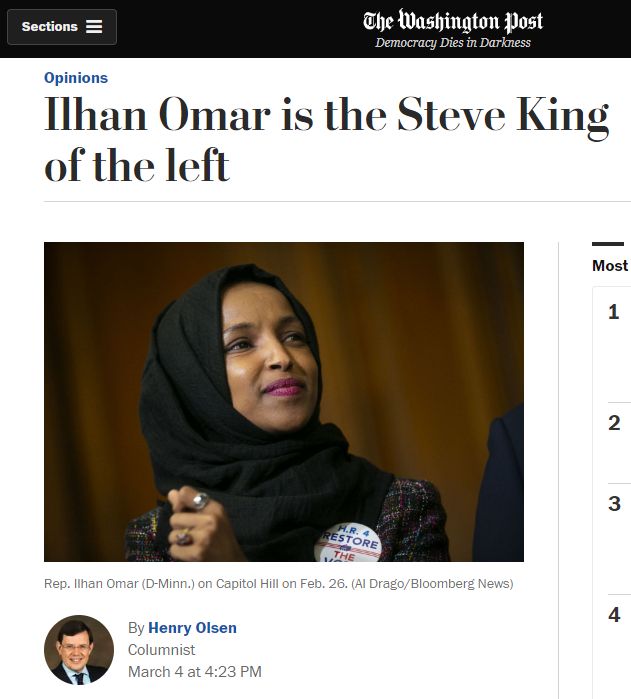 Sections
The Washington Post
Democracy Dies in Darkness
Opinions
Ilhan Omar is the Steve King
of the left
Most
1
H.R. 4
RESTORE
THE
2
3
Rep. Ilhan Omar (D-Minn.) on Capitol Hill on Feb. 26. (Al Drago/Bloomberg News)
4
By Henry Olsen
Columnist
March 4 at 4:23 PM